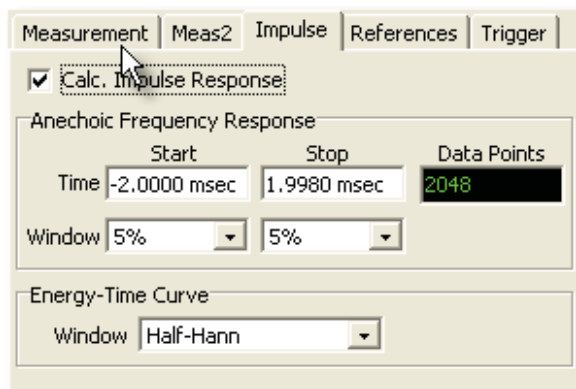 Measurement Meas2 Impulse References Trigger
Calc. Impulse Response
Anechoic Frequency Response
Start Stop Data Points
Time -2.0000 msec 1.9980 msec 2048
Window 5% 5%
Energy-Time Curve
Window Half-Hann